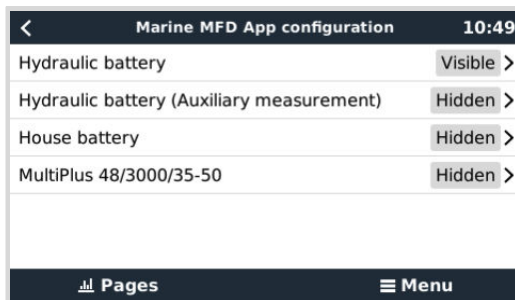 Marine MFD App configuration 10:49
Hydraulic battery Visible
Hydraulic battery (Auxiliary measurement) Hidden
House battery Hidden
MultiPlus 48/3000/35-50 Hidden
Pages Menu